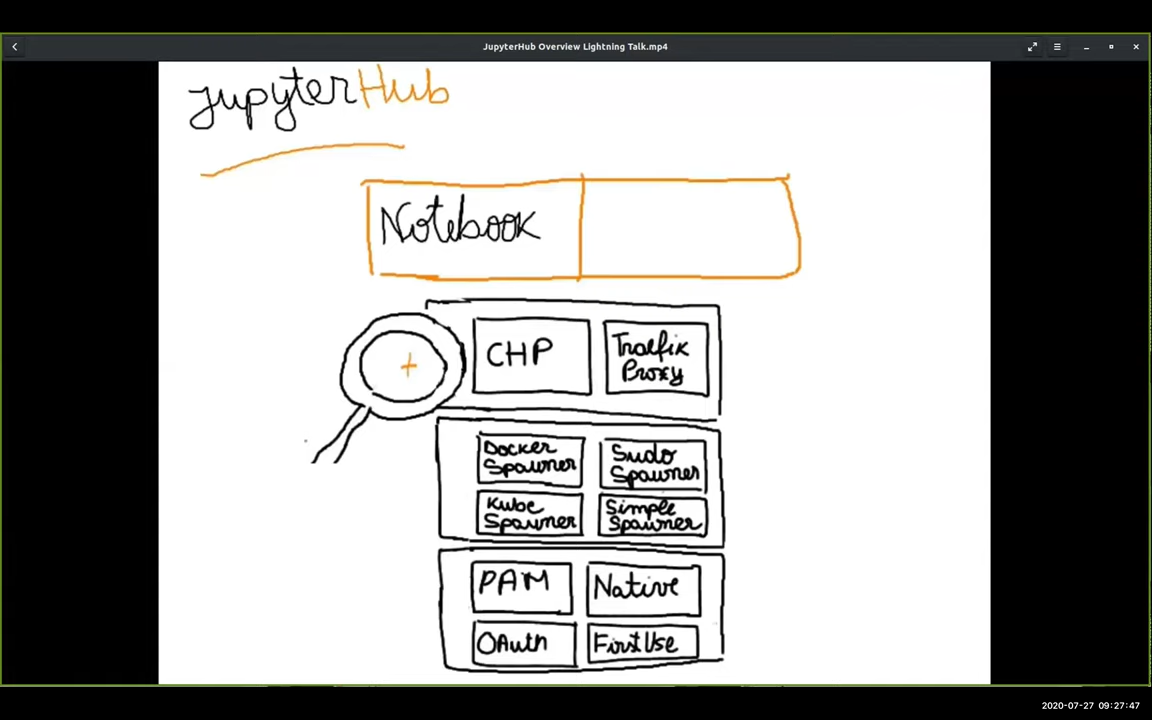 JupyterHub Overview Lightning Talk.mp4
jupyterHub
Notebook
CHP
Traefik
Proxy
Docker
Spawner
Sudo
Spawner
Kube
Spawner
Simple
Spawner
PAM
Native
OAuth
FirstUse
2020-07-27 09:27:47